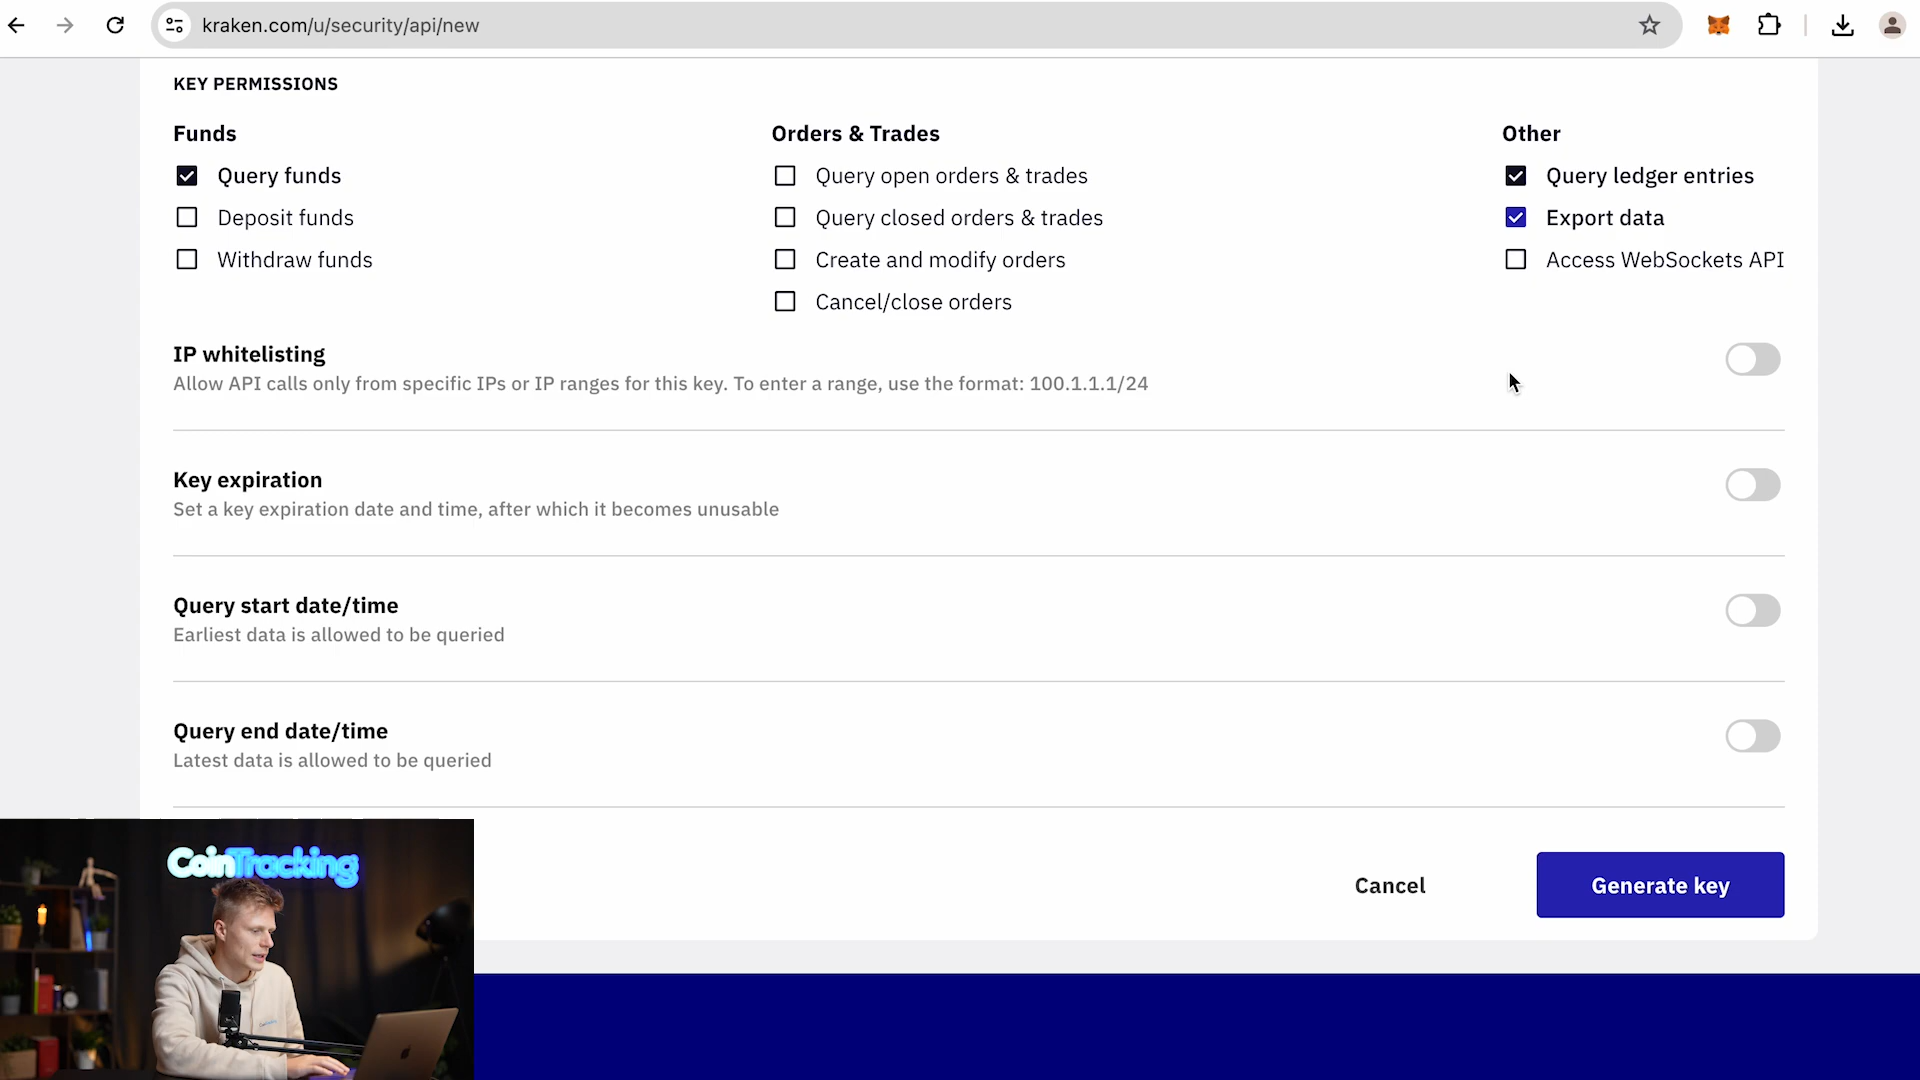 kraken.com/u/security/api/new
KEY PERMISSIONS
Funds
Query funds
Deposit funds
Withdraw funds
Orders & Trades
Query open orders & trades
Query closed orders & trades
Create and modify orders
Cancel/close orders
Other
Query ledger entries
Export data
Access WebSockets API
IP whitelisting
Allow API calls only from specific IPs or IP ranges for this key. To enter a range, use the format: 100.1.1.1/24
Key expiration
Set a key expiration date and time, after which it becomes unusable
Query start date/time
Earliest data is allowed to be queried
Query end date/time
Latest data is allowed to be queried
Cancel
Generate key
CoinTracking